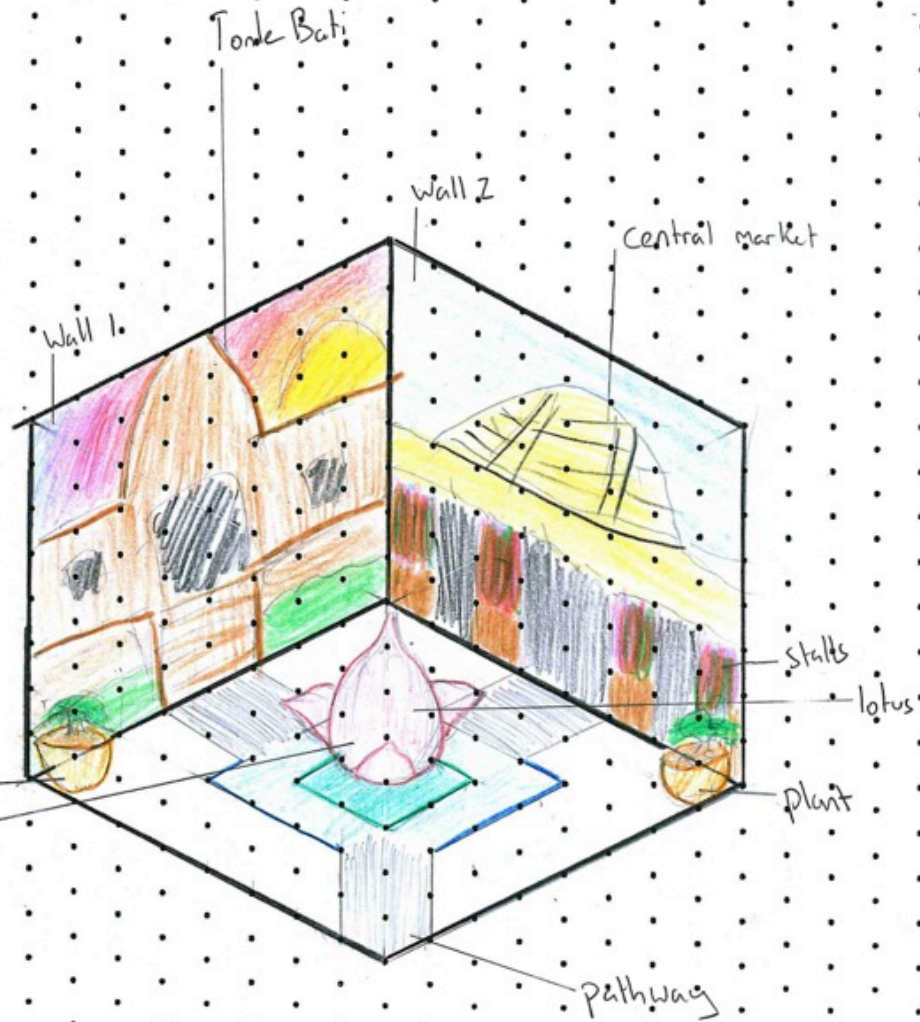 Tonle Bati
Wall 2
central market
Wall 1.
stalls
lotus
plant
pathway